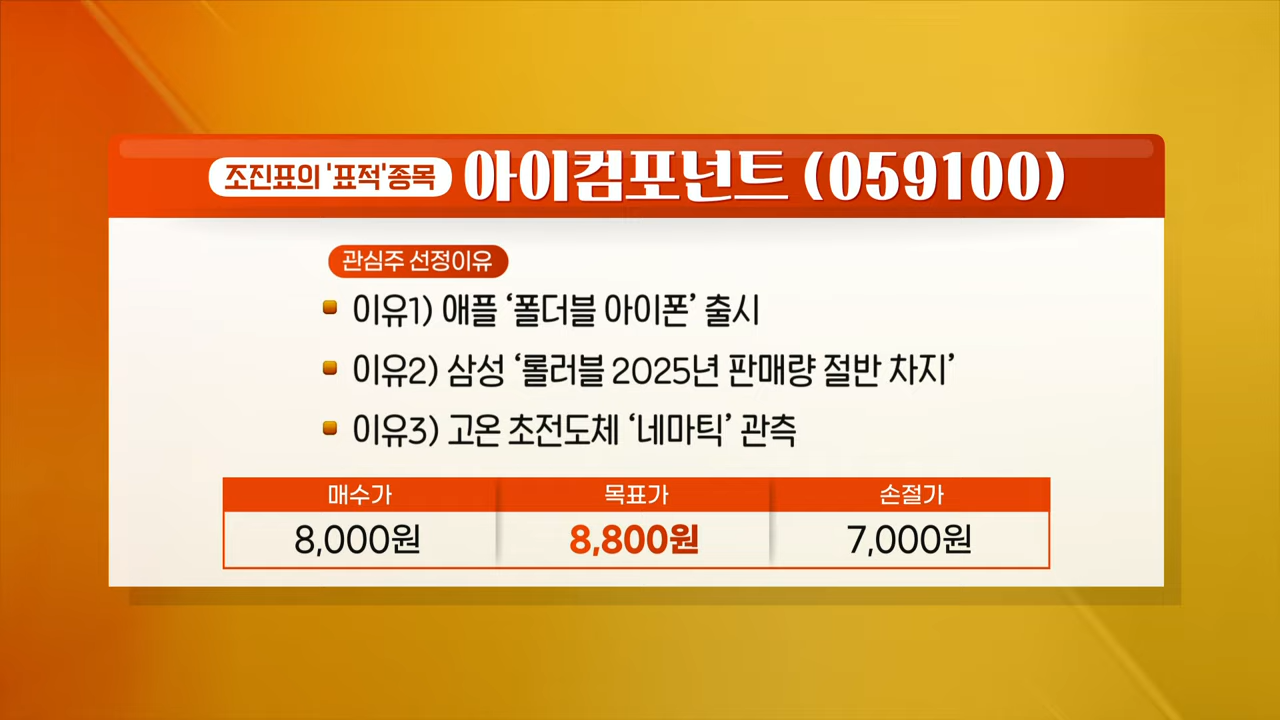 조진표의 '표적'종목 아이컴포넌트 (059100)
관심주 선정이유
이유1) 애플 ‘폴더블 아이폰’ 출시
이유2) 삼성 ‘롤러블 2025년 판매량 절반 차지’
이유3) 고온 초전도체 ‘네마틱’ 관측
매수가 목표가 손절가
8,000원 8,800원 7,000원